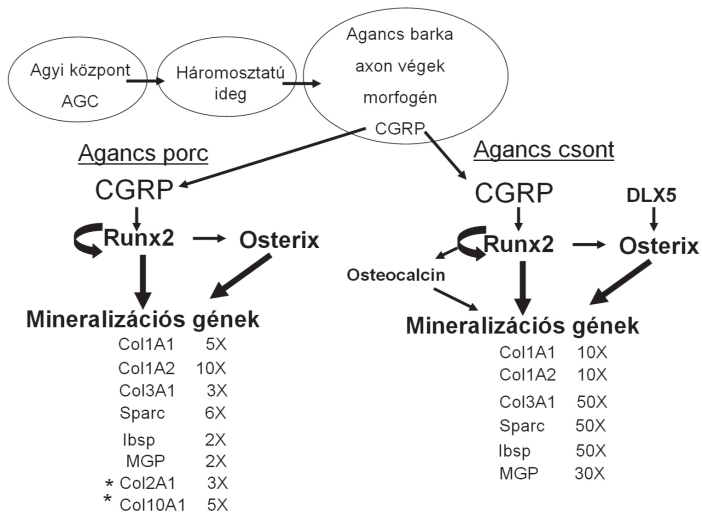 Agyi központ
AGC
Háromosztatú
ideg
Agancs barka
axon végek
morfogén
CGRP
Agancs porc
CGRP
Runx2
Osterix
Mineralizációs gének
Col1A1 5X
Col1A2 10X
Col3A1 3X
Sparc 6X
Ibsp 2X
MGP 2X
* Col2A1 3X
* Col10A1 5X
Agancs csont
CGRP
DLX5
Runx2
Osterix
Osteocalcin
Mineralizációs gének
Col1A1 10X
Col1A2 10X
Col3A1 50X
Sparc 50X
Ibsp 50X
MGP 30X